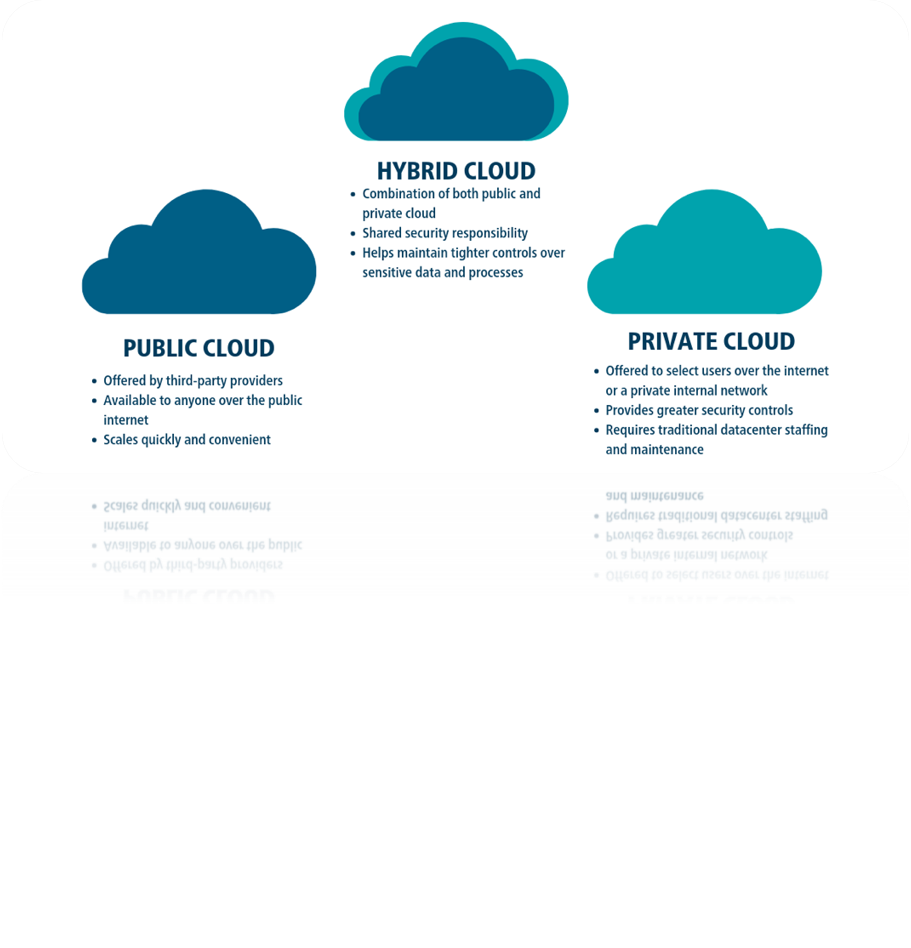 HYBRID CLOUD
• Combination of both public and
private cloud
• Shared security responsibility
• Helps maintain tighter controls over
sensitive data and processes
PUBLIC CLOUD
• Offered by third-party providers
• Available to anyone over the public
internet
• Scales quickly and convenient
PRIVATE CLOUD
• Offered to select users over the internet
or a private internal network
• Provides greater security controls
• Requires traditional datacenter staffing
and maintenance